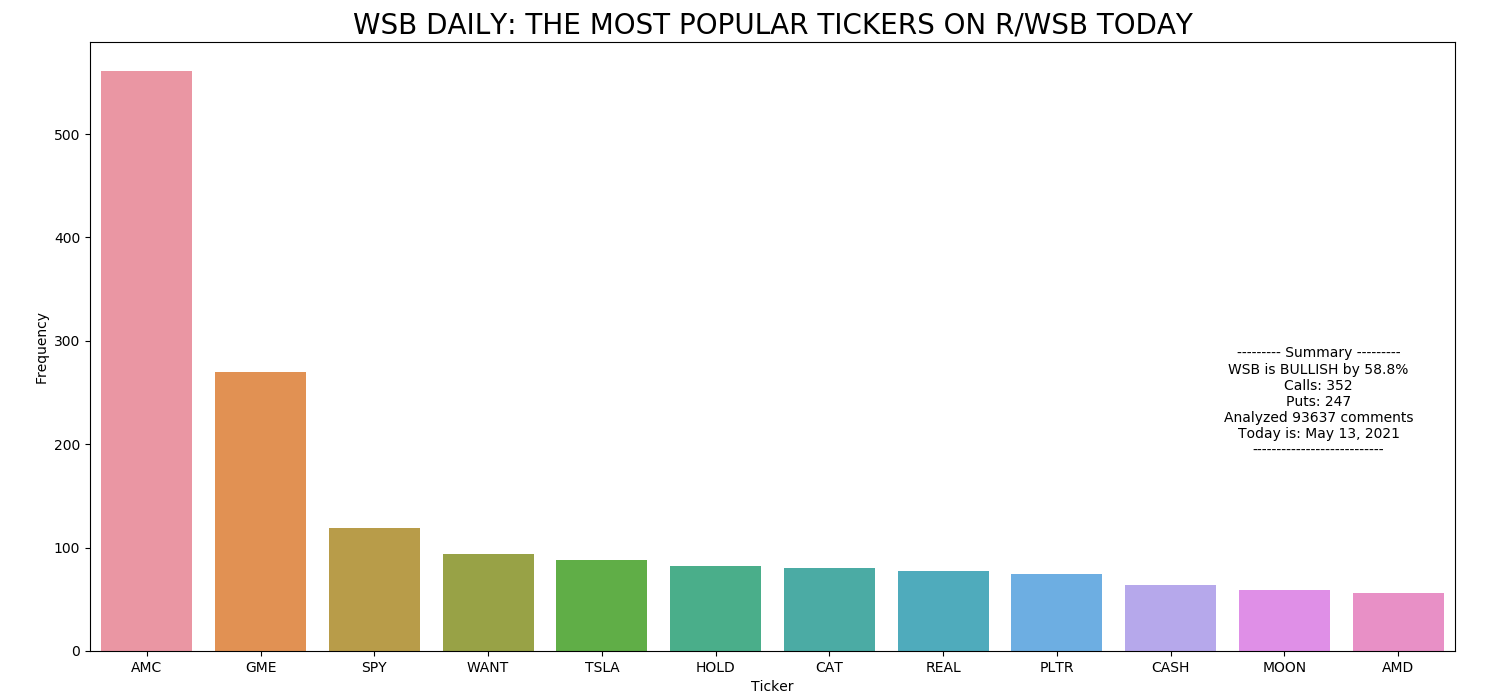 WSB DAILY: THE MOST POPULAR TICKERS ON R/WSB TODAY
500
400
300
200
100
0
Frequency
--------- Summary ---------
WSB is BULLISH by 58.8%
Calls: 352
Puts: 247
Analyzed 93637 comments
Today is: May 13, 2021
---------------------------
AMC GME SPY WANT TSLA HOLD CAT REAL PLTR CASH MOON AMD
Ticker